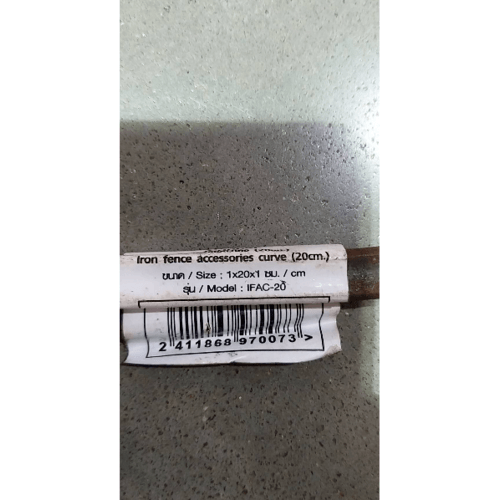 Iron fence accessories curve (20cm.)
ขนาด / Size : 1x20x1 ซม. / cm
รุ่น / Model : IFAC-20
2 411868 970073 >